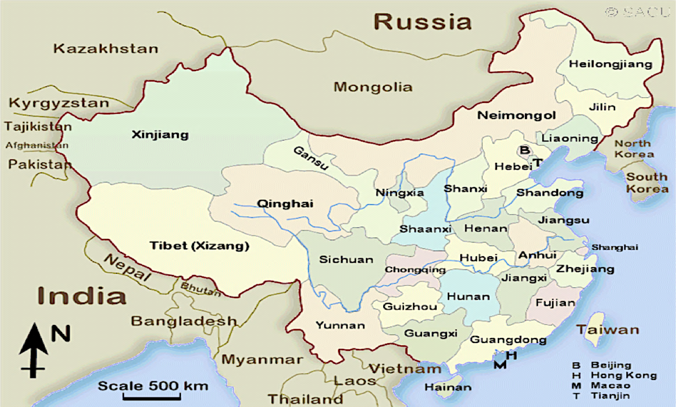 © SACU
Russia
Kazakhstan
Mongolia
Heilongjiang
Kyrgyzstan
Jilin
Neimongol
Tajikistan
Xinjiang
Liaoning
Afghanistan
Gansu
B
North
Korea
Pakistan
Hebei
T
South
Korea
Ningxia
Shanxi
Shandong
Qinghai
Jiangsu
Shaanxi
Henan
Tibet (Xizang)
Shanghai
Sichuan
Hubei
Anhui
Nepal
Chongqing
Zhejiang
Jiangxi
Bhutan
India
Hunan
Fujian
Guizhou
Bangladesh
Yunnan
Guangxi
Guangdong
Taiwan
N
H
M
Myanmar
Vietnam
Laos
Hainan
Thailand
Scale 500 km
B Beijing
H Hong Kong
M Macao
T Tianjin